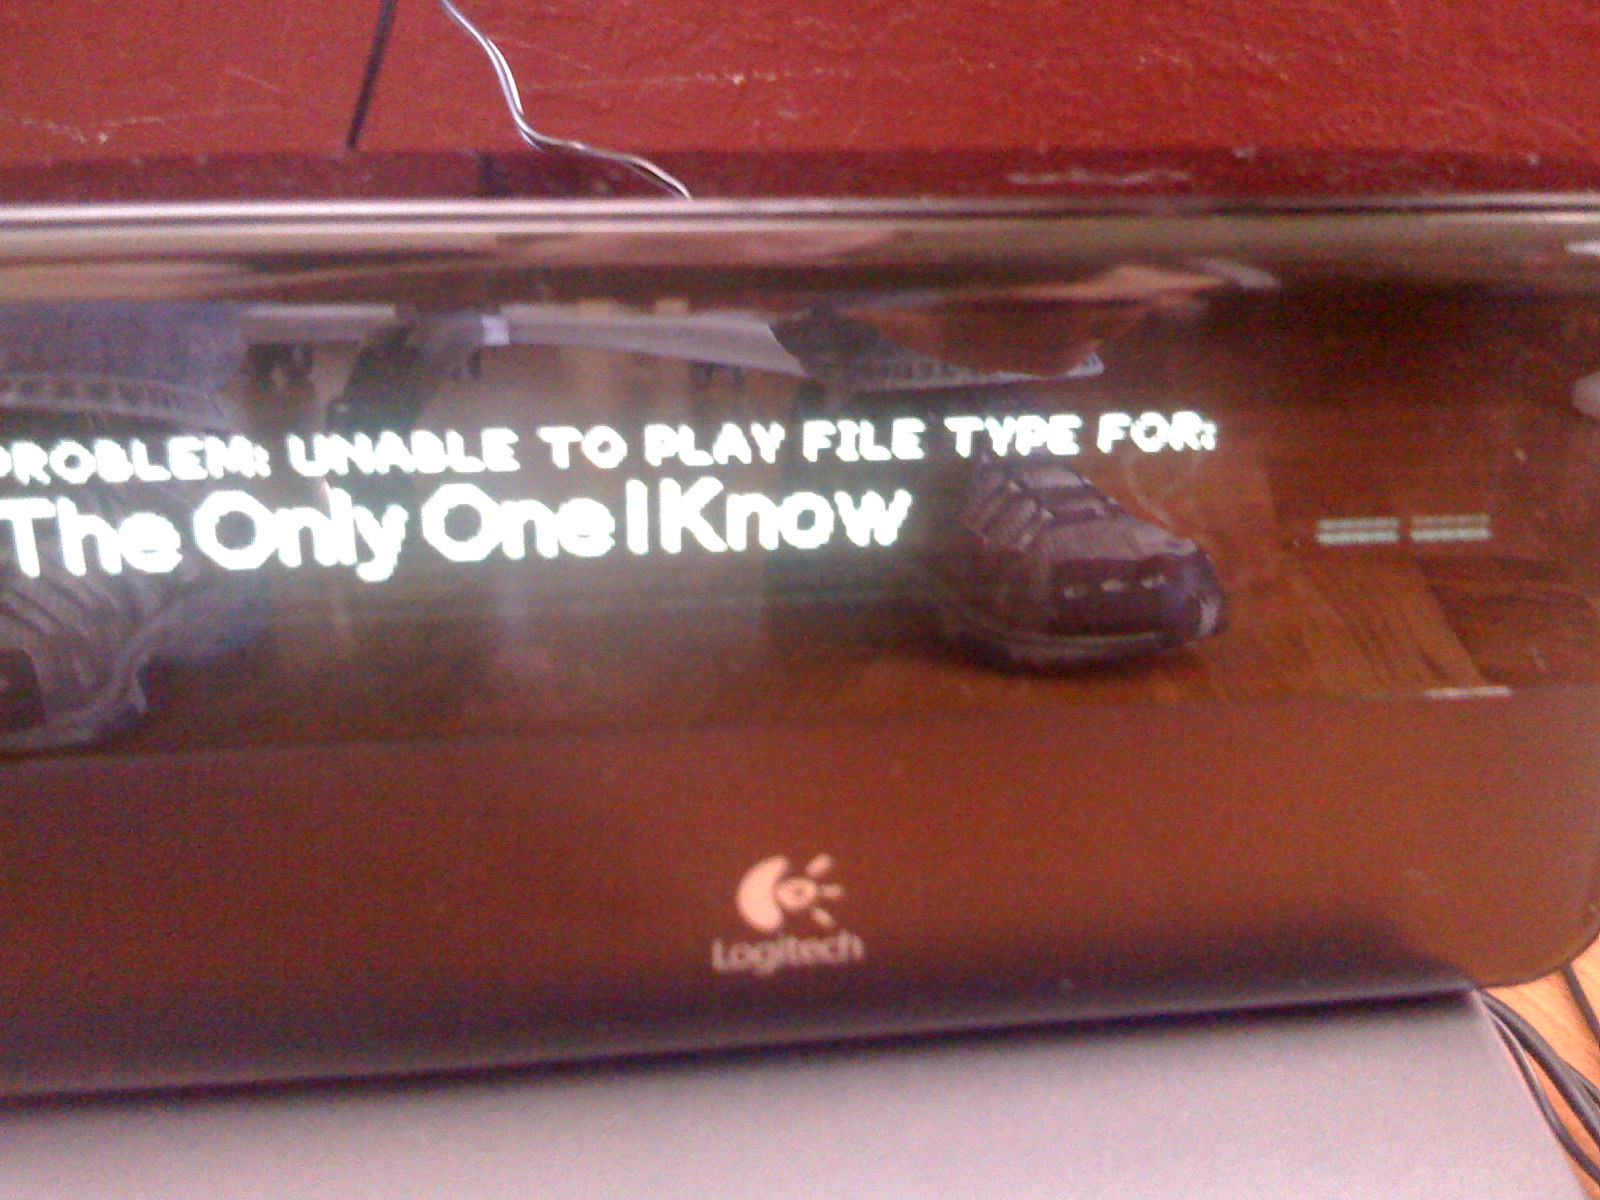 PROBLEM: UNABLE TO PLAY FILE TYPE FOR:
The Only One I Know
Logitech